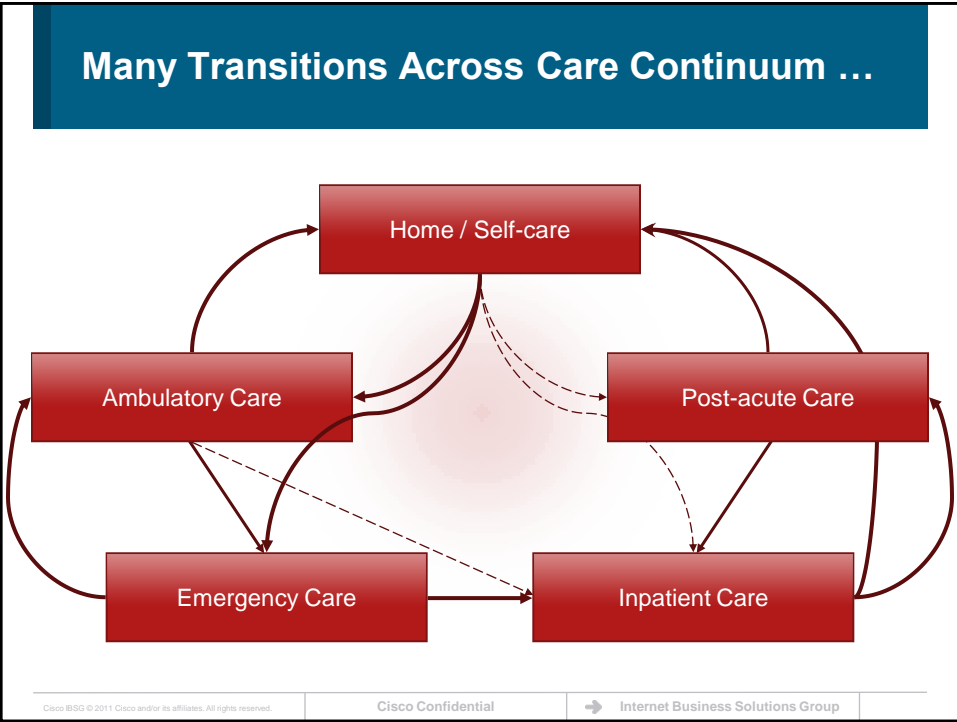 Many Transitions Across Care Continuum …
Home / Self-care
Ambulatory Care
Post-acute Care
Emergency Care
Inpatient Care
Cisco IBSG © 2011 Cisco and/or its affiliates. All rights reserved.
Cisco Confidential
Internet Business Solutions Group